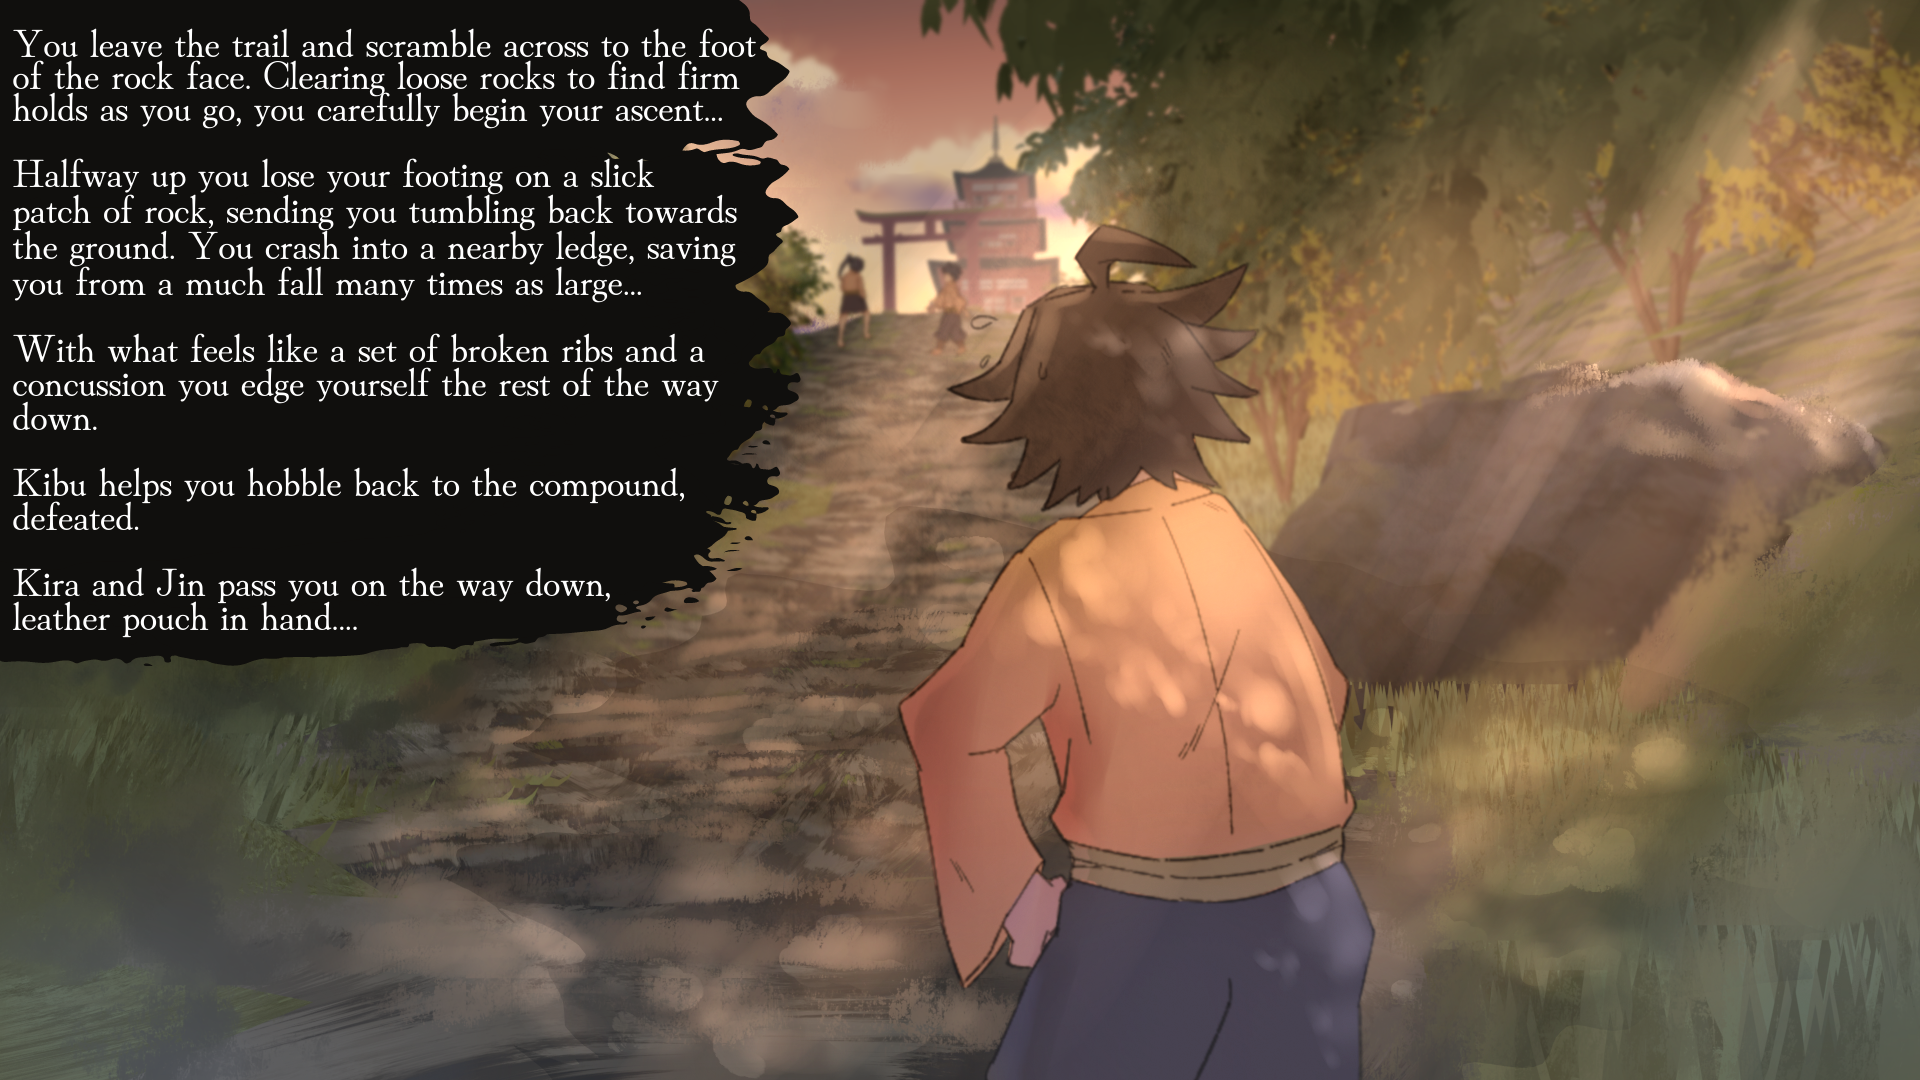 You leave the trail and scramble across to the foot
of the rock face. Clearing loose rocks to find firm
holds as you go, you carefully begin your ascent...
Halfway up you lose your footing on a slick
patch of rock, sending you tumbling back towards
the ground. You crash into a nearby ledge, saving
you from a much fall many times as large...
With what feels like a set of broken ribs and a
concussion you edge yourself the rest of the way
down.
Kibu helps you hobble back to the compound,
defeated.
Kira and Jin pass you on the way down,
leather pouch in hand....